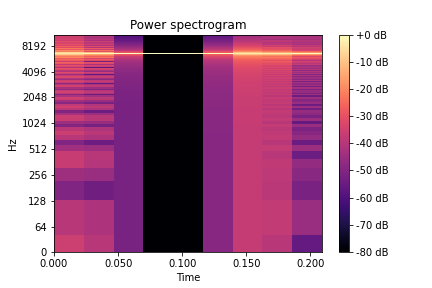 Power spectrogram
8192
4096
2048
1024
512
256
128
64
0
Hz
0.000 0.050 0.100 0.150 0.200
Time
+0 dB
-10 dB
-20 dB
-30 dB
-40 dB
-50 dB
-60 dB
-70 dB
-80 dB